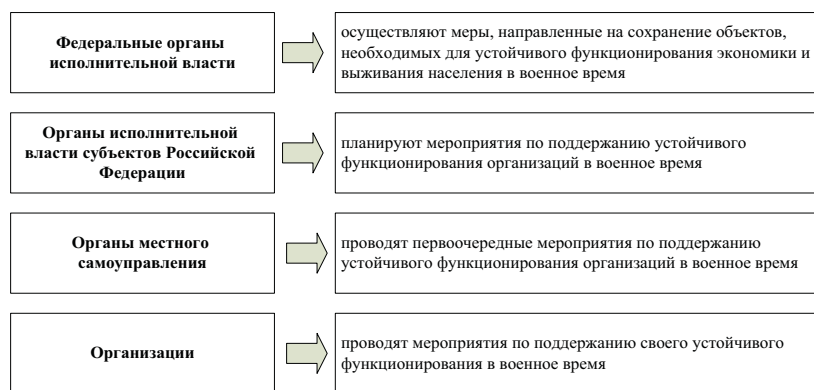 Федеральные органы
исполнительной власти
осуществляют меры, направленные на сохранение объектов,
необходимых для устойчивого функционирования экономики и
выживания населения в военное время
Органы исполнительной
власти субъектов Российской
Федерации
планируют мероприятия по поддержанию устойчивого
функционирования организаций в военное время
Органы местного
самоуправления
проводят первоочередные мероприятия по поддержанию
устойчивого функционирования организаций в военное время
Организации
проводят мероприятия по поддержанию своего устойчивого
функционирования в военное время